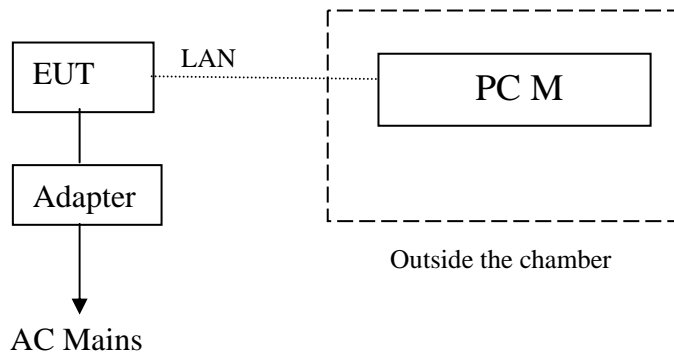 EUT
LAN
PC M
Adapter
Outside the chamber
AC Mains